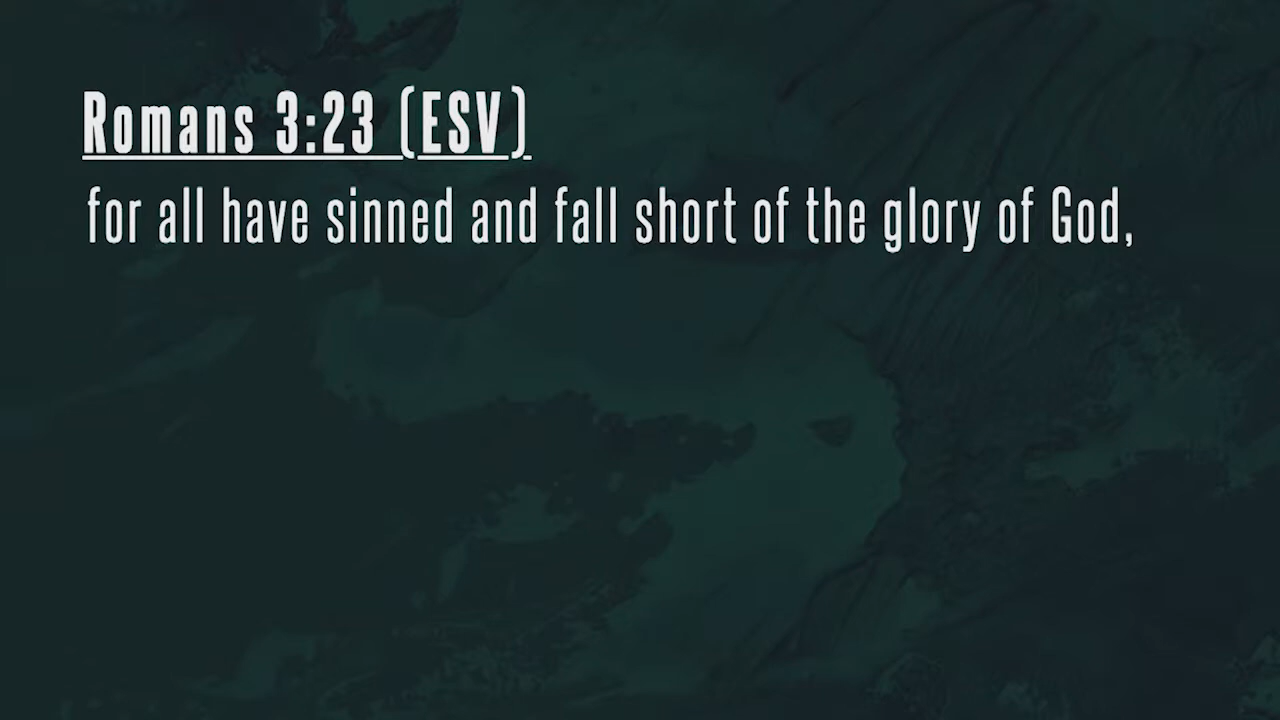 Romans 3:23 (ESV)
for all have sinned and fall short of the glory of God,